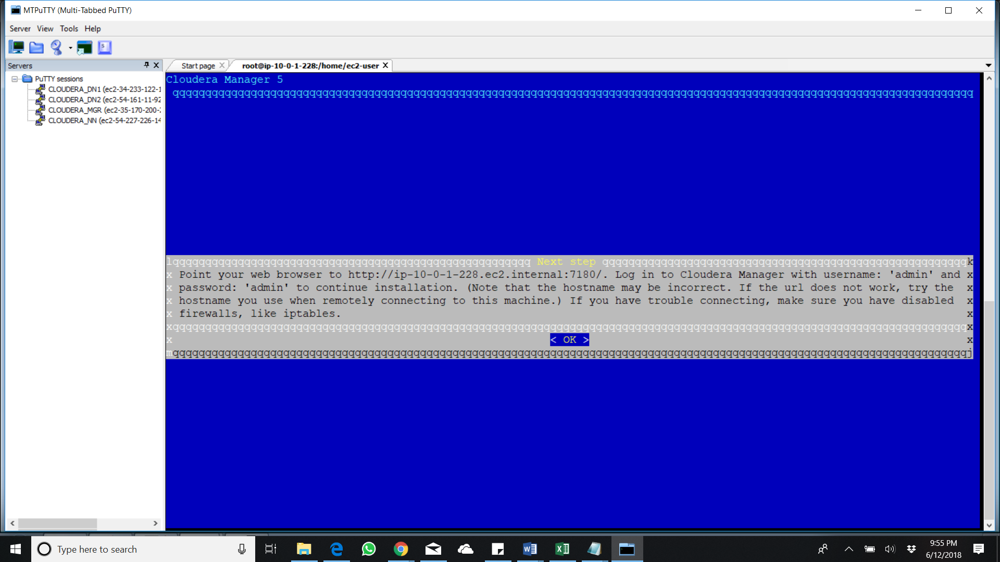 MTPuTTY (Multi-Tabbed PuTTY)
Server View Tools Help
Servers
Start page
root@ip-10-0-1-228:/home/ec2-user
PuTTY sessions
CLOUDERA_DN1 (ec2-34-233-122-1
CLOUDERA_DN2 (ec2-54-161-11-92
CLOUDERA_MGR (ec2-35-170-200-2
CLOUDERA_NN (ec2-54-227-226-14
Cloudera Manager 5
Next step
x Point your web browser to http://ip-10-0-1-228.ec2.internal:7180/. Log in to Cloudera Manager with username: 'admin' and x
x password: 'admin' to continue installation. (Note that the hostname may be incorrect. If the url does not work, try the x
x hostname you use when remotely connecting to this machine.) If you have trouble connecting, make sure you have disabled x
x firewalls, like iptables. x
x < OK > x
Type here to search
9:55 PM
6/12/2018